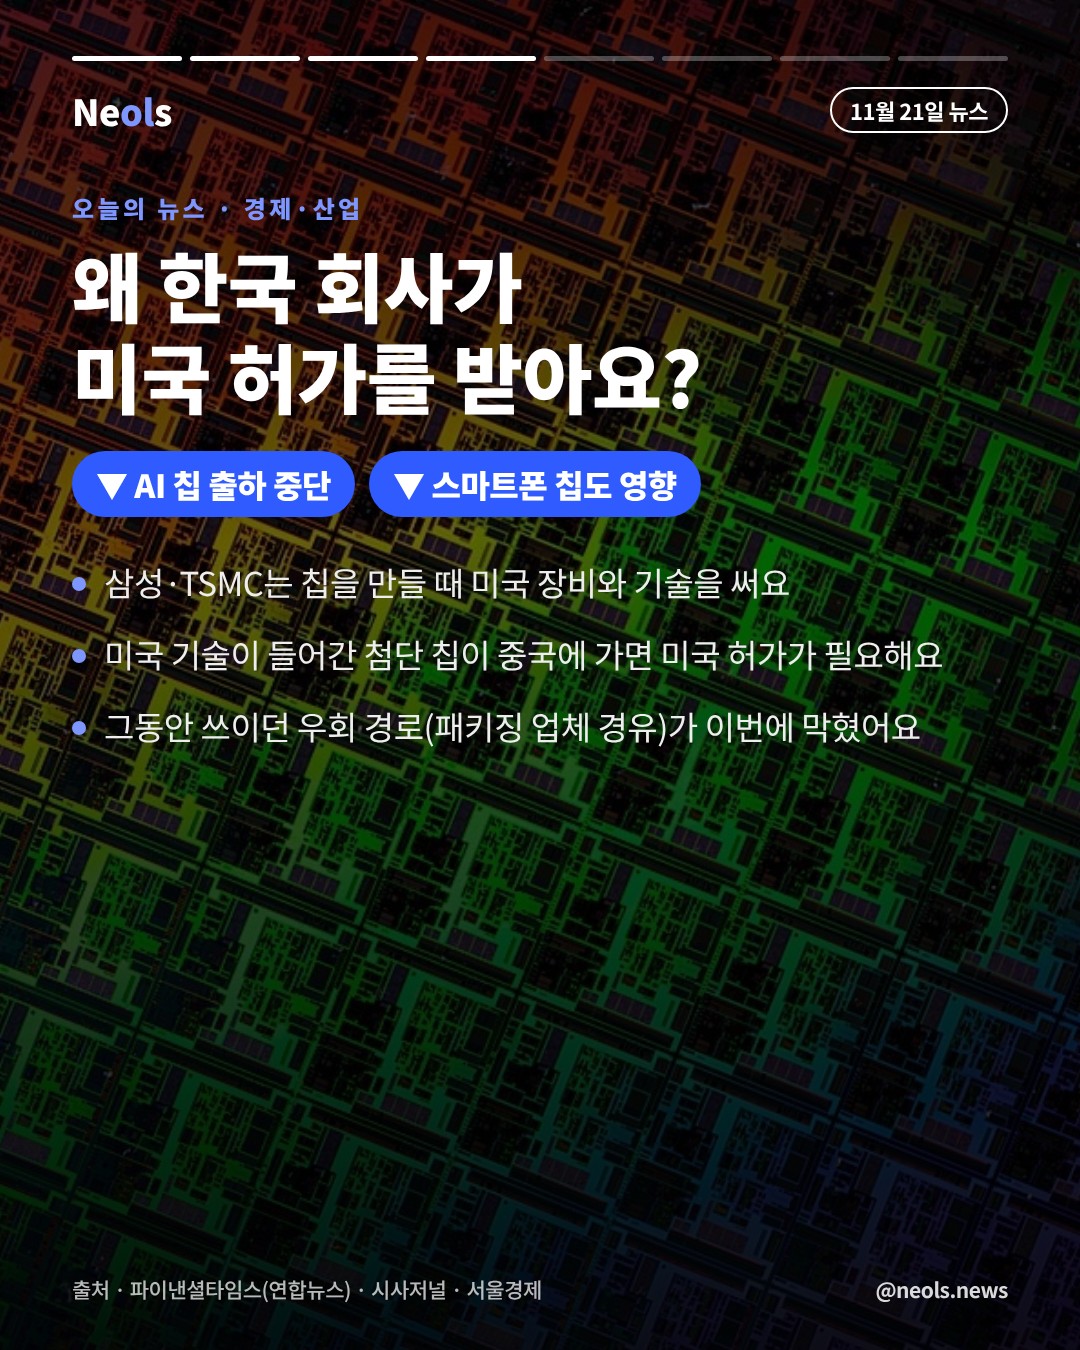 Neols
11월 21일 뉴스
오늘의 뉴스 · 경제·산업
왜 한국 회사가
미국 허가를 받아요?
▼ AI 칩 출하 중단
▼ 스마트폰 칩도 영향
삼성·TSMC는 칩을 만들 때 미국 장비와 기술을 써요
미국 기술이 들어간 첨단 칩이 중국에 가면 미국 허가가 필요해요
그동안 쓰이던 우회 경로(패키징 업체 경유)가 이번에 막혔어요
출처 · 파이낸셜타임스(연합뉴스) · 시사저널 · 서울경제
@neols.news